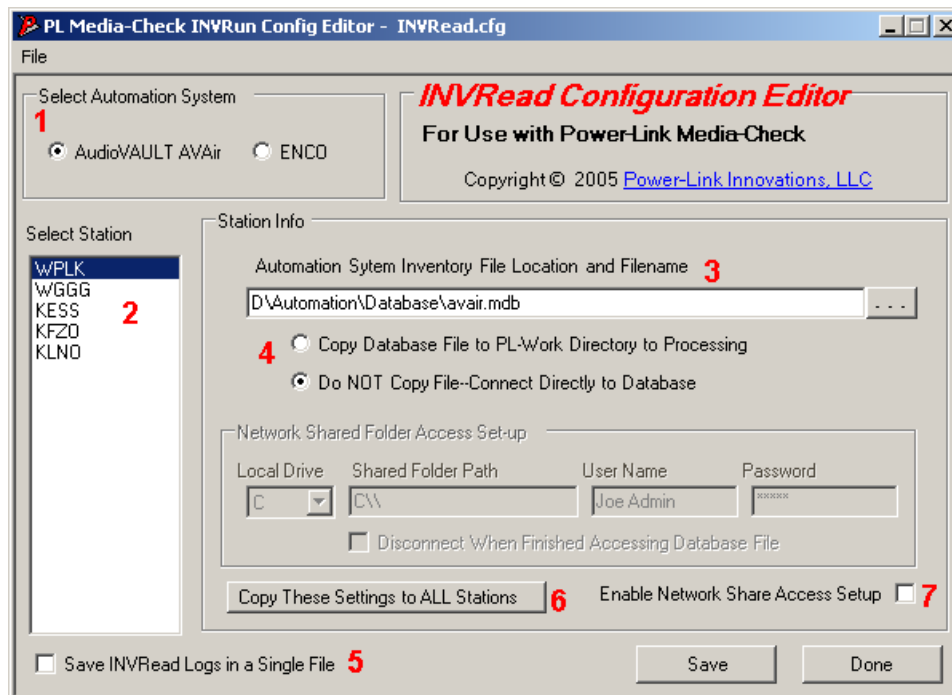 PL Media-Check INVRun Config Editor - INVRead.cfg
File
Select Automation System
1
AudioVAULT AVAir
ENCO
INVRead Configuration Editor
For Use with Power-Link Media-Check
Copyright © 2005 Power-Link Innovations, LLC
Select Station
WPLK
WGGG
KESS
KFZO
KLNO
2
Station Info
Automation Sytem Inventory File Location and Filename 3
D\Automation\Database\avair.mdb
...
4
Copy Database File to PL-Work Directory to Processing
Do NOT Copy File--Connect Directly to Database
Network Shared Folder Access Set-up
Local Drive Shared Folder Path User Name Password
C C\\ Joe Admin xxxxx
Disconnect When Finished Accessing Database File
Copy These Settings to ALL Stations 6
Enable Network Share Access Setup 7
Save INVRead Logs in a Single File 5
Save
Done